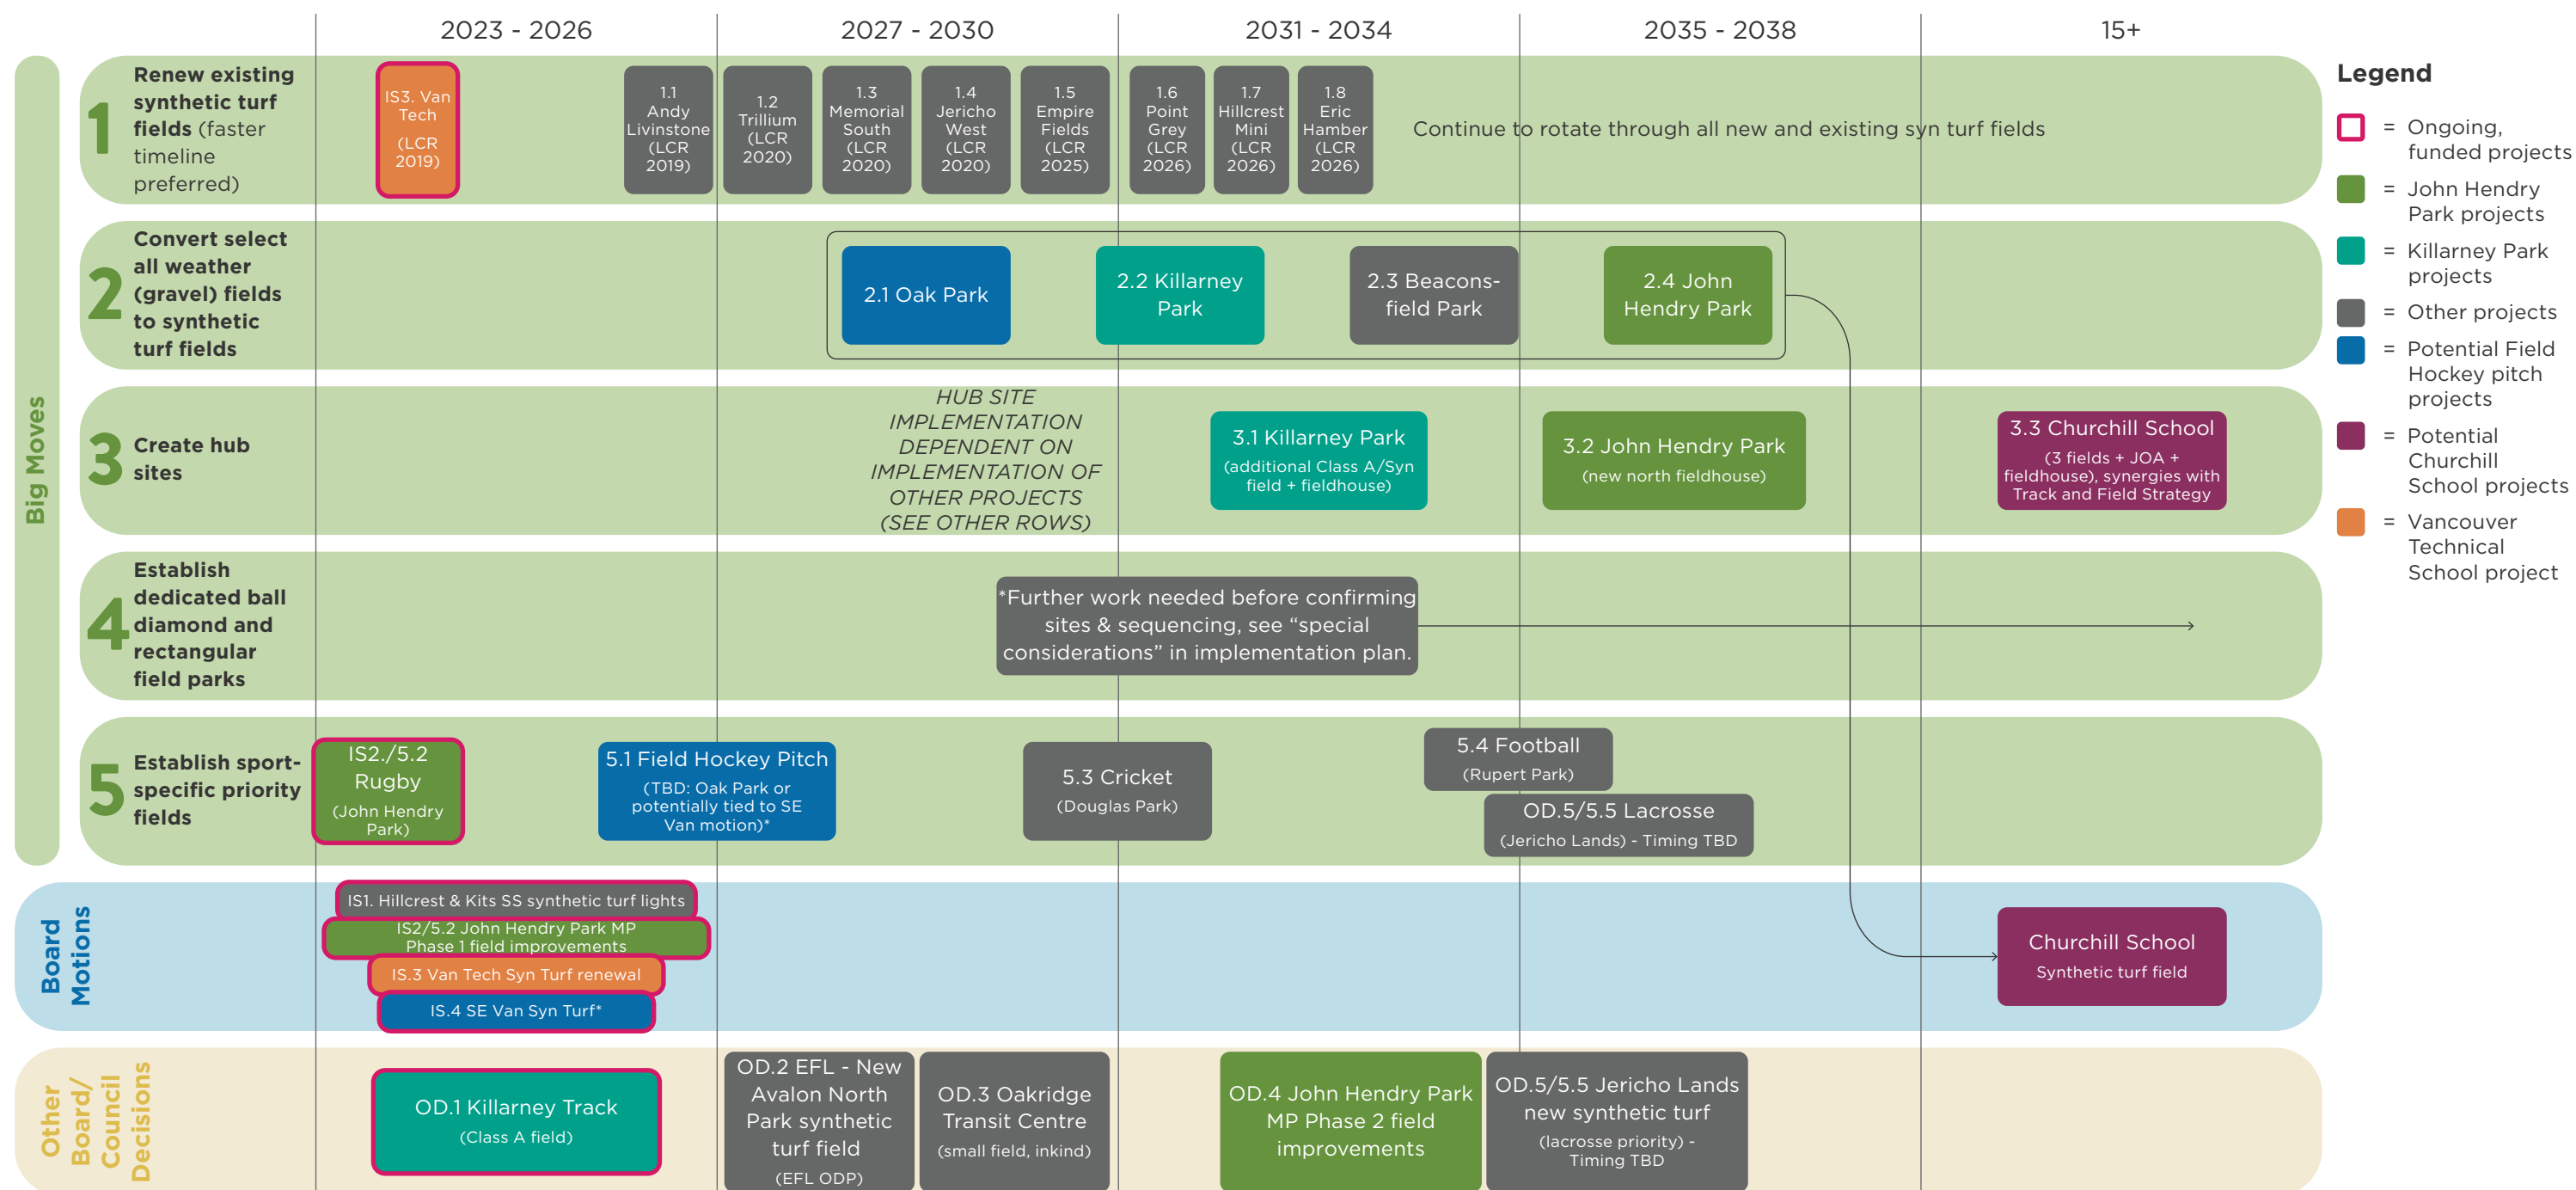 2023 - 2026
2027 - 2030
2031 - 2034
2035 - 2038
15+
Big Moves
1
Renew existing
synthetic turf
fields (faster
timeline
preferred)
IS3. Van
Tech
(LCR
2019)
1.1
Andy
Livinstone
(LCR
2019)
1.2
Trillium
(LCR
2020)
1.3
Memorial
South
(LCR
2020)
1.4
Jericho
West
(LCR
2020)
1.5
Empire
Fields
(LCR
2025)
1.6
Point
Grey
(LCR
2026)
1.7
Hillcrest
Mini
(LCR
2026)
1.8
Eric
Hamber
(LCR
2026)
Continue to rotate through all new and existing syn turf fields
2
Convert select
all weather
(gravel) fields
to synthetic
turf fields
2.1 Oak Park
2.2 Killarney
Park
2.3 Beacons-
field Park
2.4 John
Hendry Park
3
Create hub
sites
HUB SITE
IMPLEMENTATION
DEPENDENT ON
IMPLEMENTATION OF
OTHER PROJECTS
(SEE OTHER ROWS)
3.1 Killarney Park
(additional Class A/Syn
field + fieldhouse)
3.2 John Hendry Park
(new north fieldhouse)
3.3 Churchill School
(3 fields + JOA +
fieldhouse), synergies with
Track and Field Strategy
4
Establish
dedicated ball
diamond and
rectangular
field parks
*Further work needed before confirming
sites & sequencing, see “special
considerations” in implementation plan.
5
Establish sport-
specific priority
fields
IS2./5.2
Rugby
(John Hendry
Park)
5.1 Field Hockey Pitch
(TBD: Oak Park or
potentially tied to SE
Van motion)*
5.3 Cricket
(Douglas Park)
5.4 Football
(Rupert Park)
OD.5/5.5 Lacrosse
(Jericho Lands) - Timing TBD
Board
Motions
IS1. Hillcrest & Kits SS synthetic turf lights
IS2/5.2 John Hendry Park MP
Phase 1 field improvements
IS.3 Van Tech Syn Turf renewal
IS.4 SE Van Syn Turf*
Churchill School
Synthetic turf field
Other
Board/
Council
Decisions
OD.1 Killarney Track
(Class A field)
OD.2 EFL - New
Avalon North
Park synthetic
turf field
(EFL ODP)
OD.3 Oakridge
Transit Centre
(small field, inkind)
OD.4 John Hendry Park
MP Phase 2 field
improvements
OD.5/5.5 Jericho Lands
new synthetic turf
(lacrosse priority) -
Timing TBD
Legend
= Ongoing,
funded projects
= John Hendry
Park projects
= Killarney Park
projects
= Other projects
= Potential Field
Hockey pitch
projects
= Potential
Churchill
School projects
= Vancouver
Technical
School project